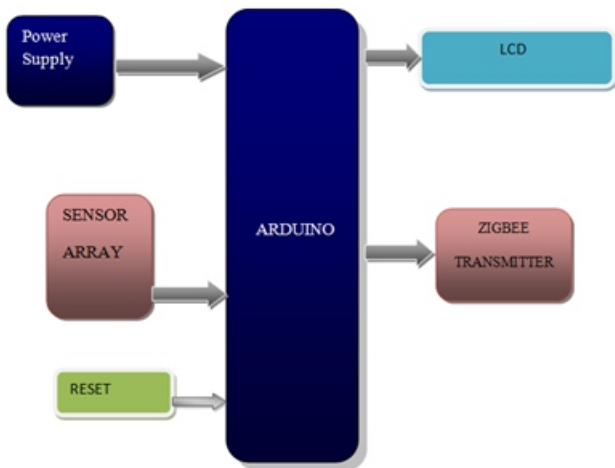 Power
Supply
LCD
SENSOR
ARRAY
ARDUINO
ZIGBEE
TRANSMITTER
RESET